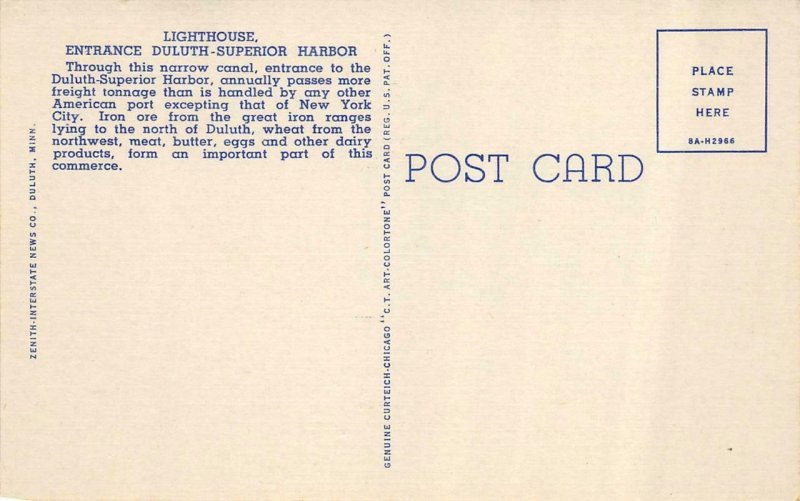 LIGHTHOUSE,
ENTRANCE DULUTH-SUPERIOR HARBOR
Through this narrow canal, entrance to the
Duluth-Superior Harbor, annually passes more
freight tonnage than is handled by any other
American port excepting that of New York
City. Iron ore from the great iron ranges
lying to the north of Duluth, wheat from the
northwest, meat, butter, eggs and other dairy
products, form an important part of this
commerce.
ZENITH-INTERSTATE NEWS CO., DULUTH, MINN.
GENUINE CURTEICH-CHICAGO "C.T. ART-COLORTONE" POST CARD (REG. U.S. PAT. OFF.)
POST CARD
PLACE
STAMP
HERE
8A-H2966